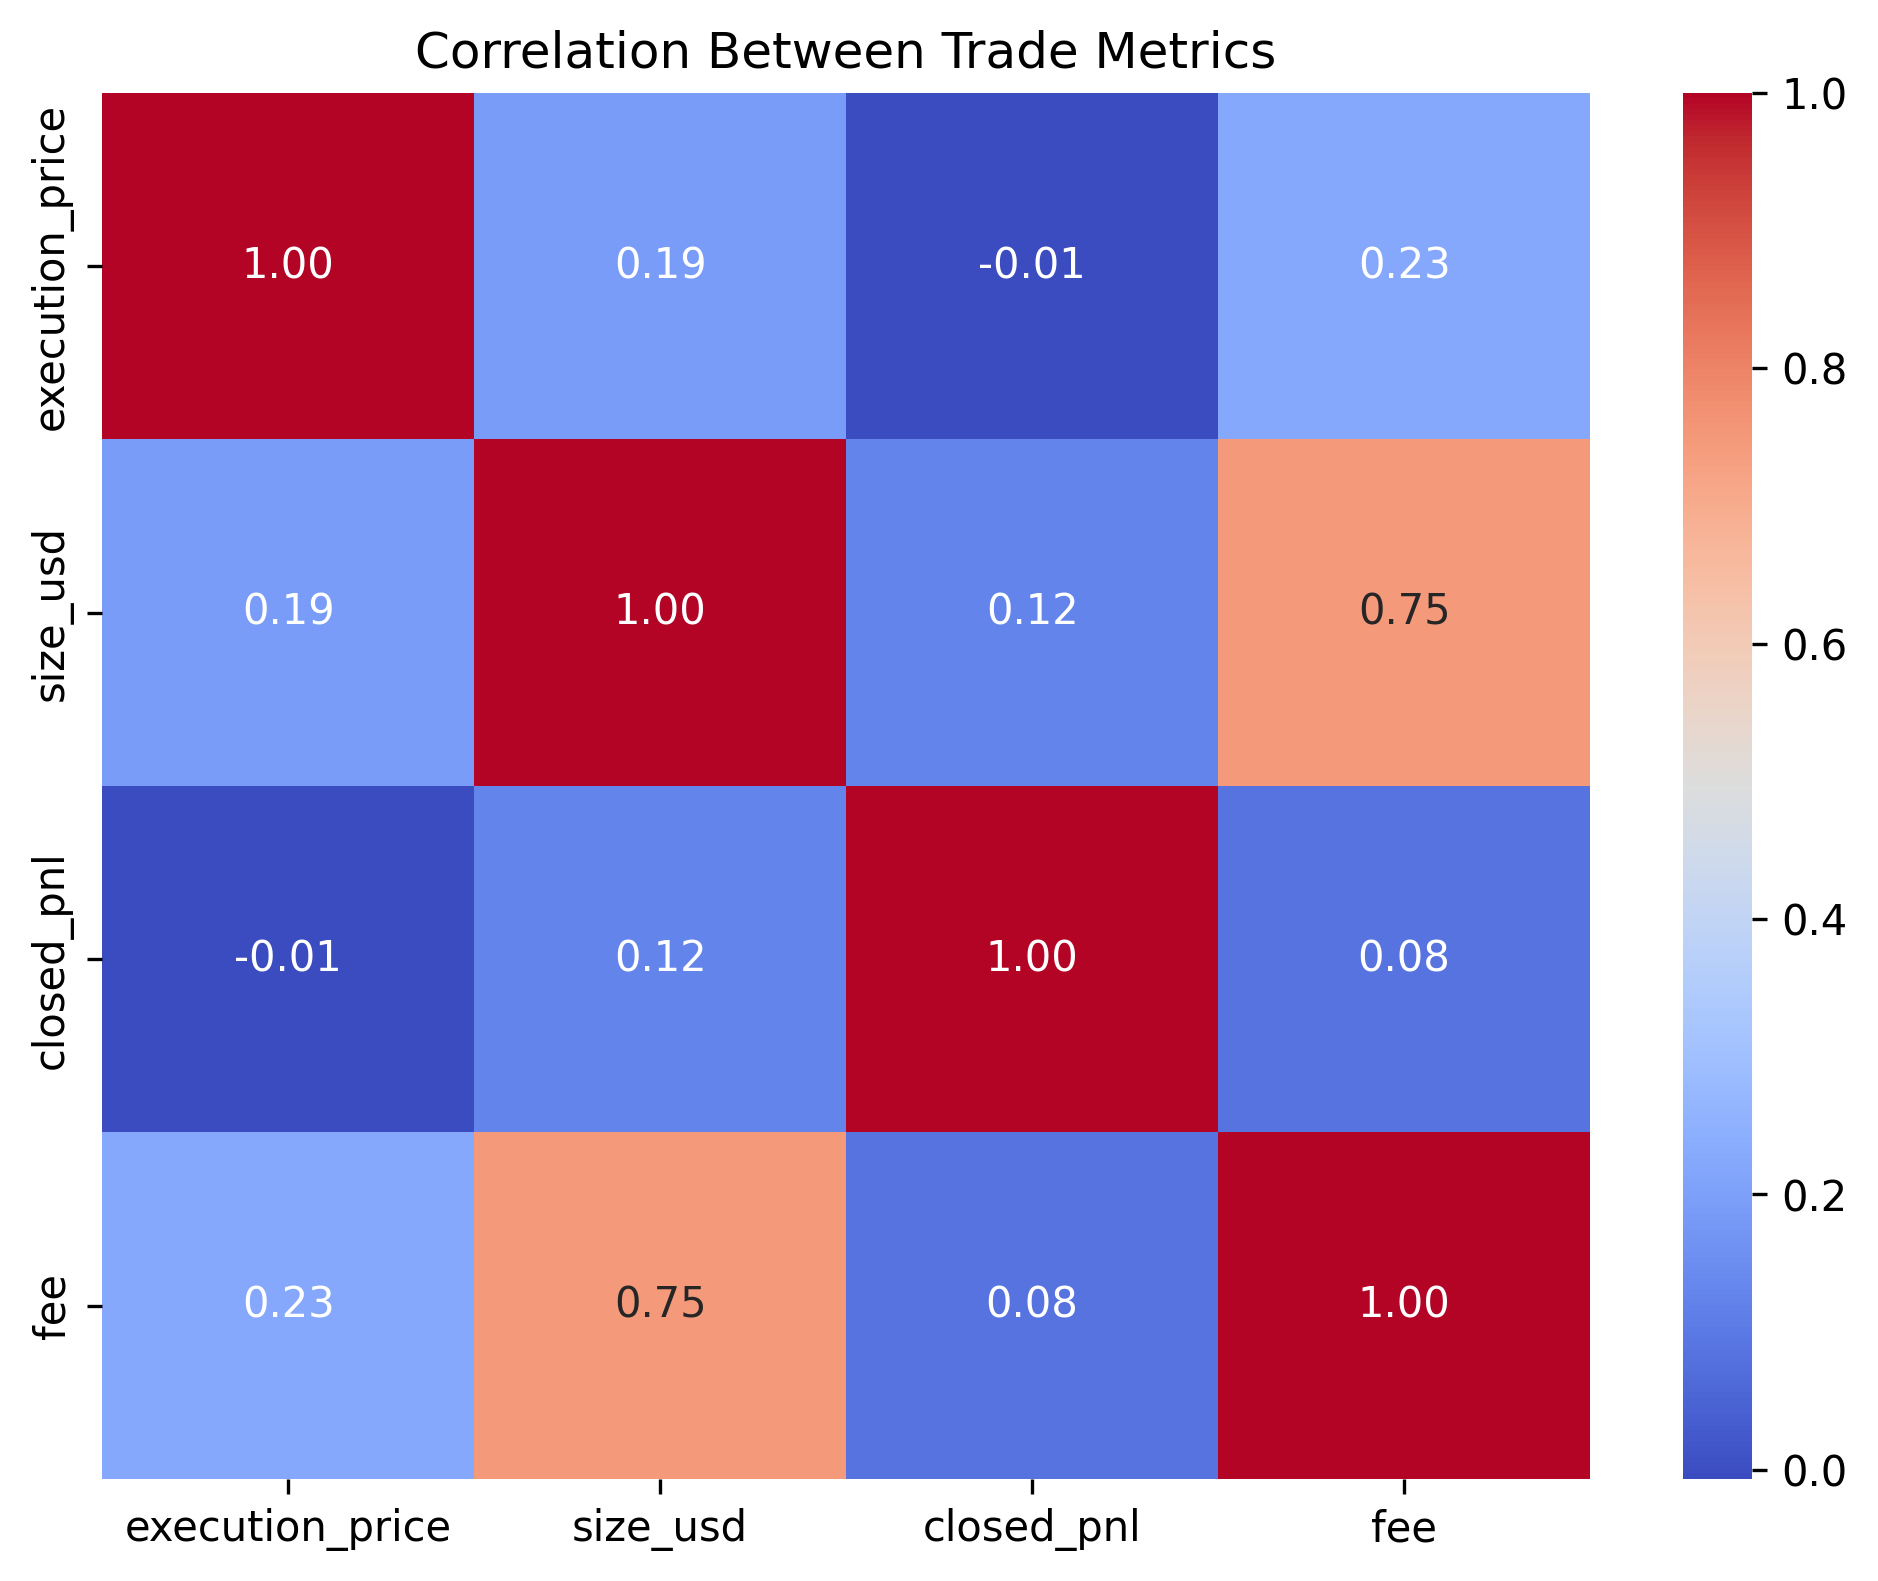 Correlation Between Trade Metrics
execution_price
1.00 0.19 -0.01 0.23
size_usd
0.19 1.00 0.12 0.75
closed_pnl
-0.01 0.12 1.00 0.08
fee
0.23 0.75 0.08 1.00
execution_price size_usd closed_pnl fee
1.0
0.8
0.6
0.4
0.2
0.0